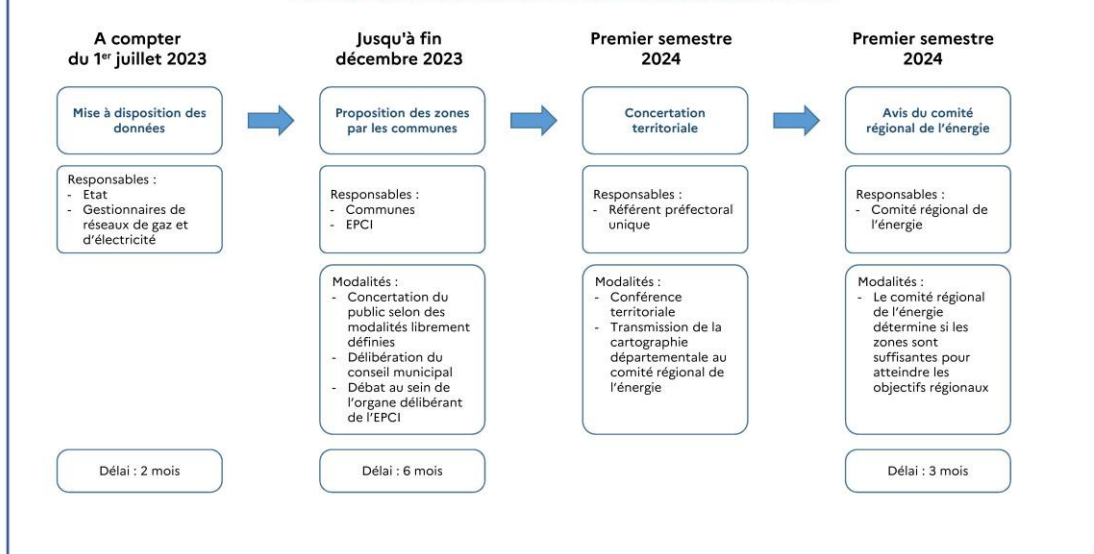 A compter
du 1er juillet 2023
Mise à disposition des
données
Responsables :
- Etat
- Gestionnaires de
réseaux de gaz et
d'électricité
Délai : 2 mois
Jusqu'à fin
décembre 2023
Proposition des zones
par les communes
Responsables :
- Communes
- EPCI
Modalités :
- Concertation du
public selon des
modalités librement
définies
- Délibération du
conseil municipal
- Débat au sein de
l'organe délibérant
de l'EPCI
Délai : 6 mois
Premier semestre
2024
Concertation
territoriale
Responsables :
- Référent préfectoral
unique
Modalités :
- Conférence
territoriale
- Transmission de la
cartographie
départementale au
comité régional de
l'énergie
Premier semestre
2024
Avis du comité
régional de l'énergie
Responsables :
- Comité régional de
l'énergie
Modalités :
- Le comité régional
de l'énergie
détermine si les
zones sont
suffisantes pour
atteindre les
objectifs régionaux
Délai : 3 mois